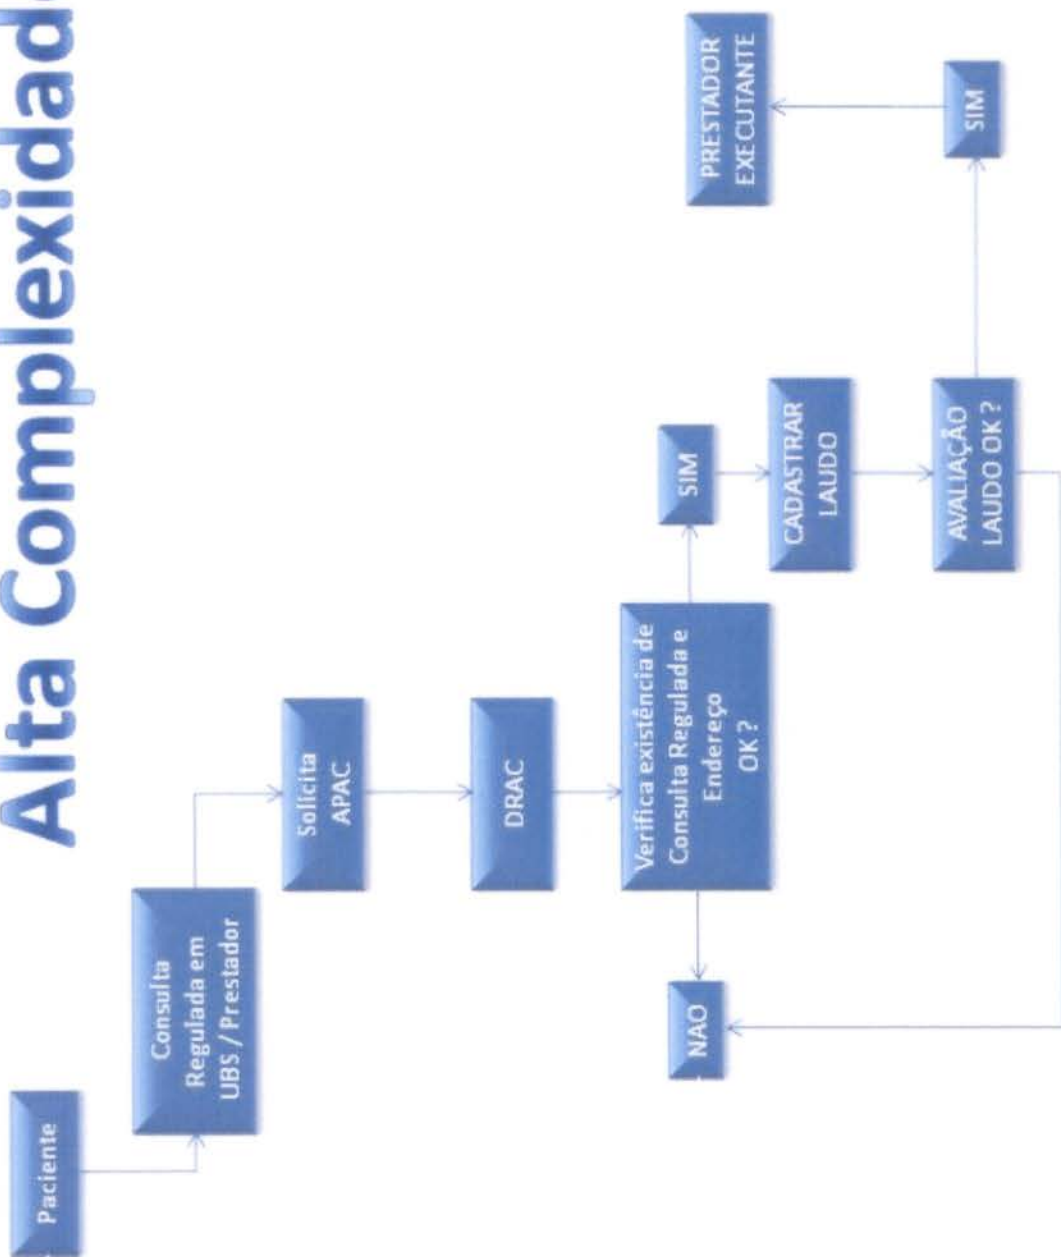 Alta Complexidad
Paciente
Consulta
Regulada em
UBS / Prestador
Solicita
APAC
DRAC
Verifica existência de
Consulta Regulada e
Endereço
OK ?
NAO
SIM
CADASTRAR
LAUDO
AVALIAÇÃO
LAUDO OK ?
SIM
PRESTADOR
EXECUTANTE